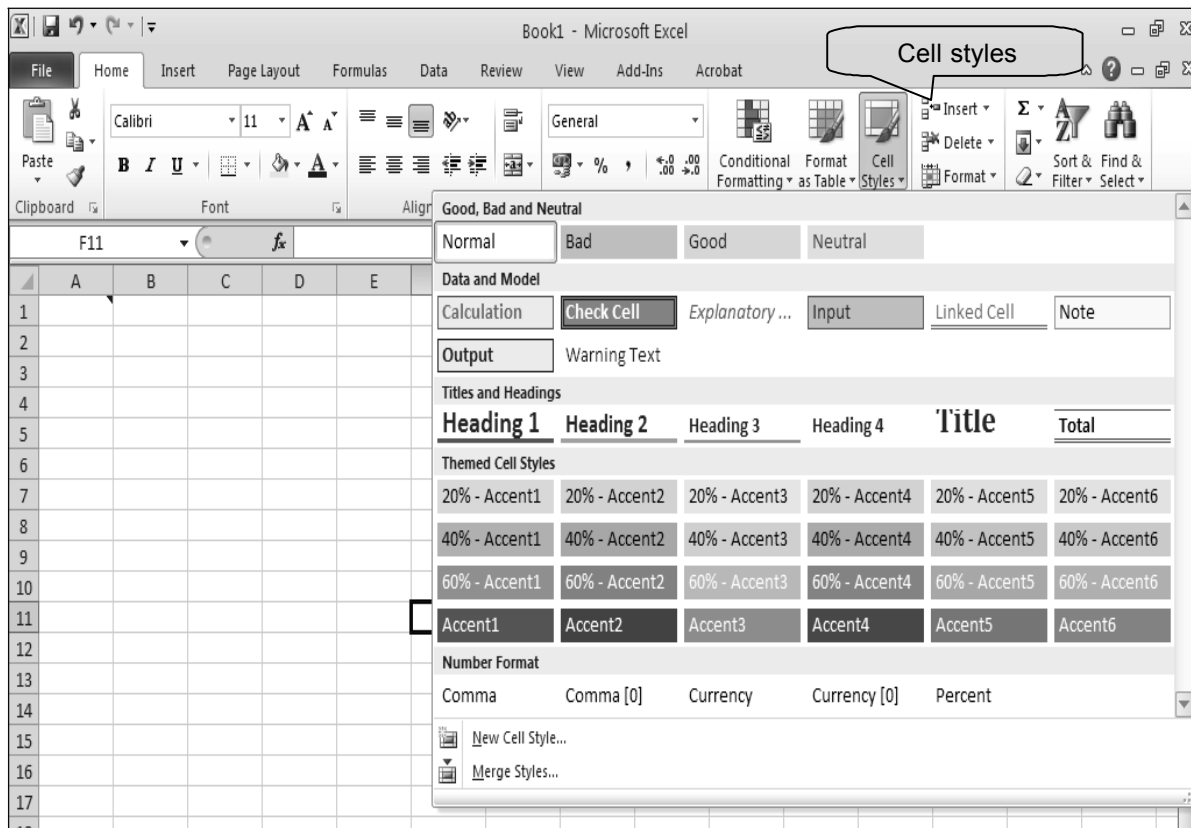 Book1 - Microsoft Excel
Cell styles
File Home Insert Page Layout Formulas Data Review View Add-Ins Acrobat
Paste
Calibri 11
B I U
General
% ,
Conditional Formatting
Format as Table
Cell Styles
Insert
Delete
Format
Σ
Sort & Filter
Find & Select
Clipboard Font Align
F11 fx
A B C D E
1
2
3
4
5
6
7
8
9
10
11
12
13
14
15
16
17
Good, Bad and Neutral
Normal Bad Good Neutral
Data and Model
Calculation Check Cell Explanatory ... Input Linked Cell Note
Output Warning Text
Titles and Headings
Heading 1 Heading 2 Heading 3 Heading 4 Title Total
Themed Cell Styles
20% - Accent1 20% - Accent2 20% - Accent3 20% - Accent4 20% - Accent5 20% - Accent6
40% - Accent1 40% - Accent2 40% - Accent3 40% - Accent4 40% - Accent5 40% - Accent6
60% - Accent1 60% - Accent2 60% - Accent3 60% - Accent4 60% - Accent5 60% - Accent6
Accent1 Accent2 Accent3 Accent4 Accent5 Accent6
Number Format
Comma Comma [0] Currency Currency [0] Percent
New Cell Style...
Merge Styles...